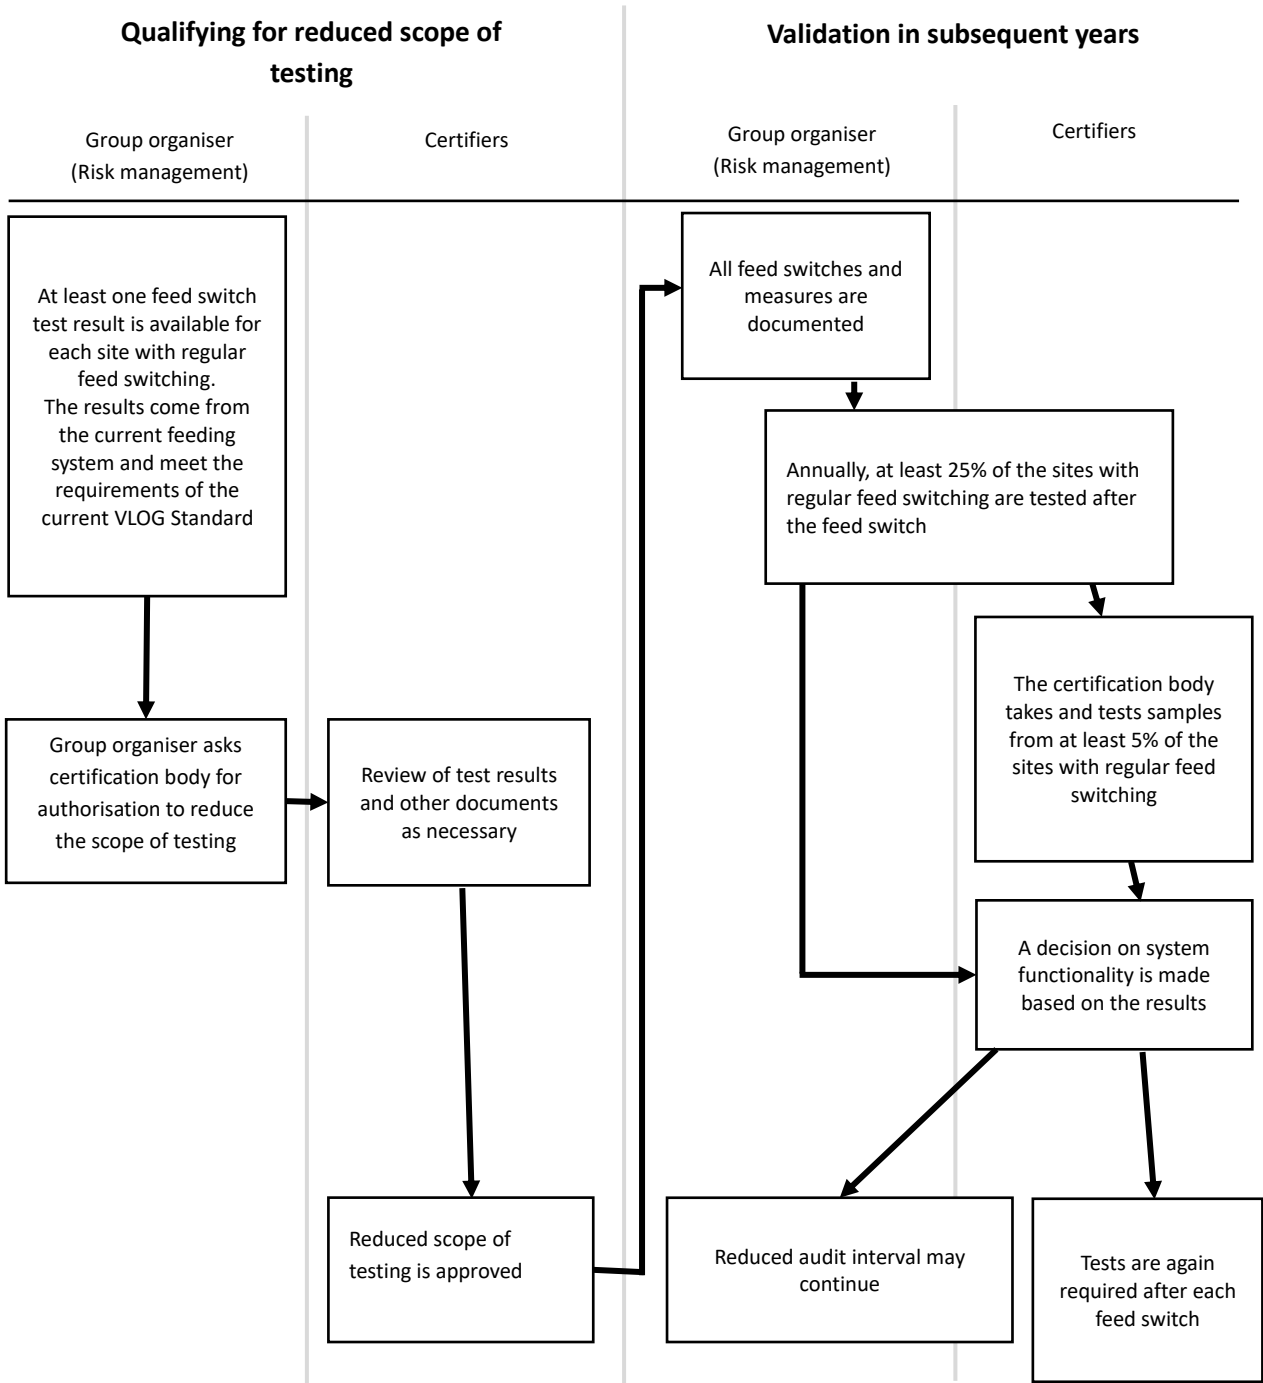 Qualifying for reduced scope of
testing
Validation in subsequent years
Group organiser
(Risk management)
Certifiers
Group organiser
(Risk management)
Certifiers
At least one feed switch
test result is available for
each site with regular
feed switching.
The results come from
the current feeding
system and meet the
requirements of the
current VLOG Standard
Group organiser asks
certification body for
authorisation to reduce
the scope of testing
Review of test results
and other documents
as necessary
Reduced scope of
testing is approved
All feed switches and
measures are
documented
Annually, at least 25% of the sites with
regular feed switching are tested after
the feed switch
The certification body
takes and tests samples
from at least 5% of the
sites with regular feed
switching
A decision on system
functionality is made
based on the results
Reduced audit interval may
continue
Tests are again
required after each
feed switch